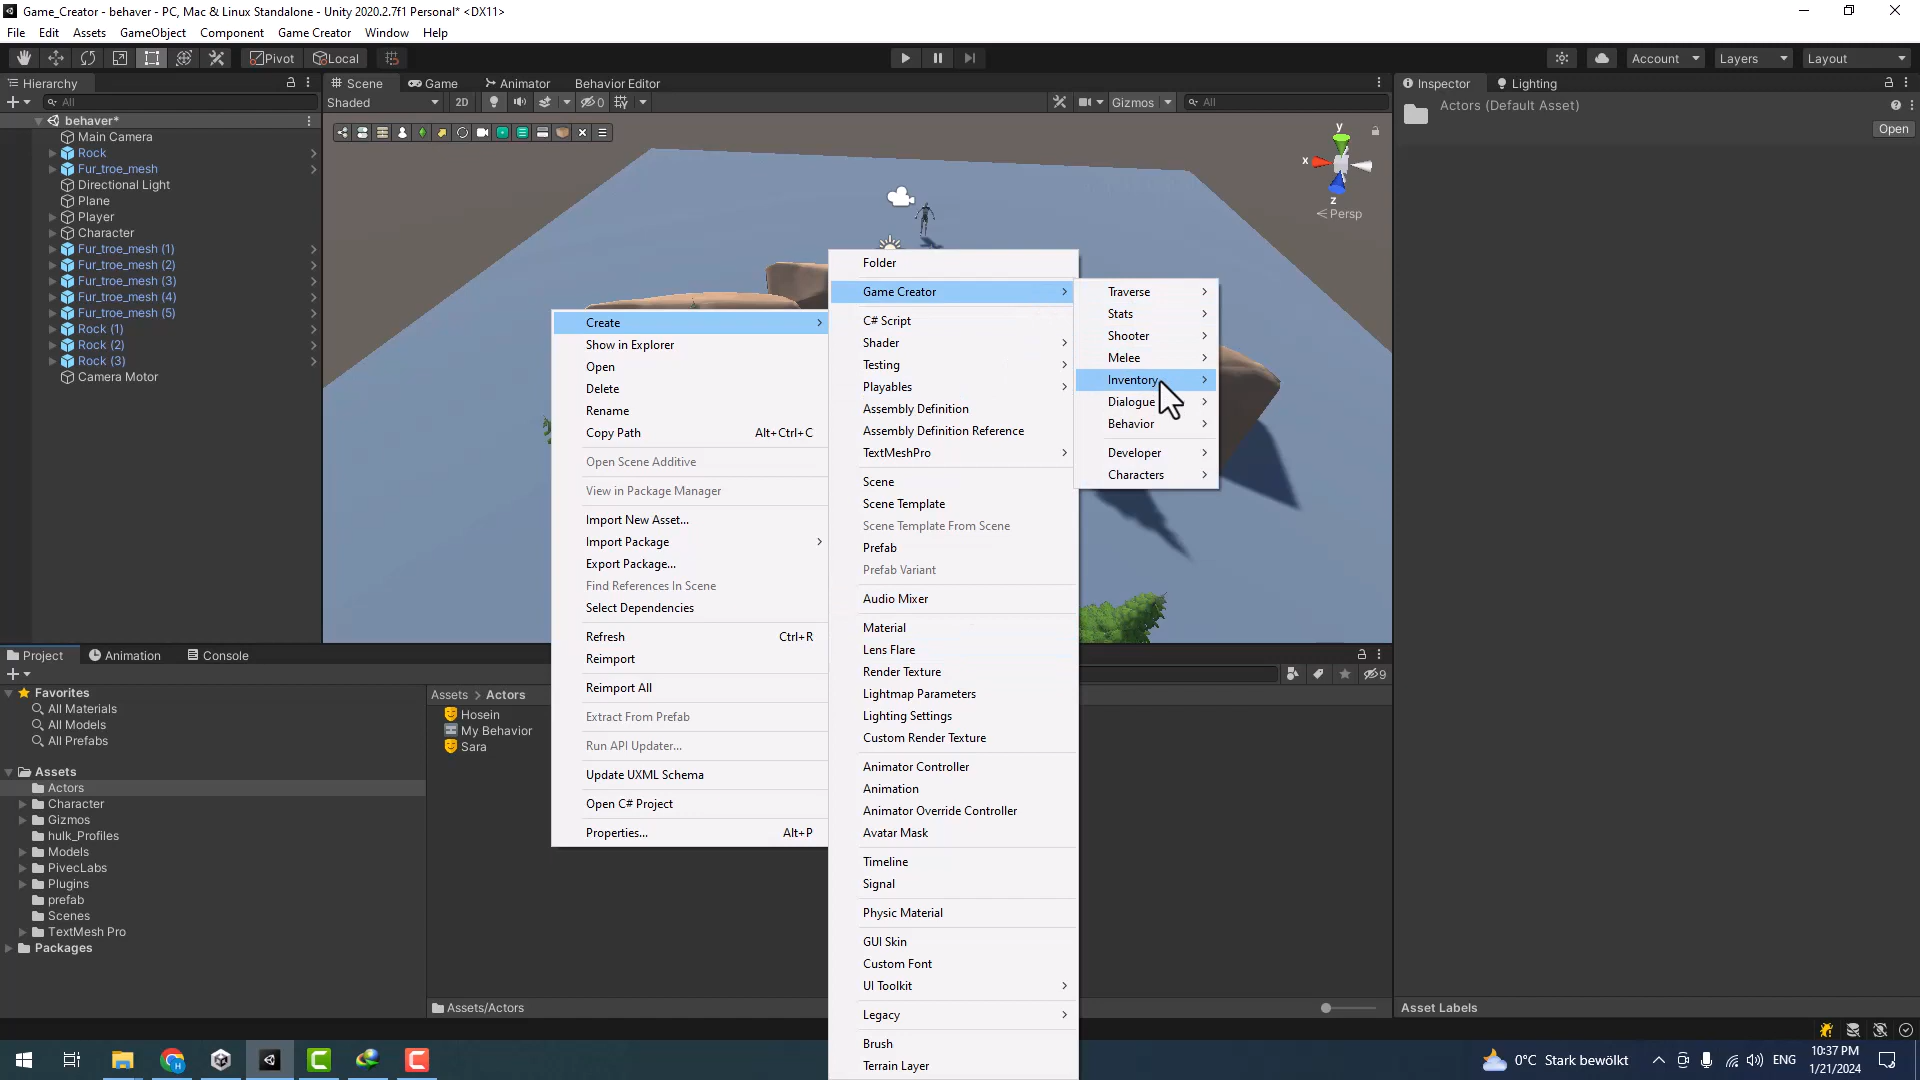 Game_Creator - behaver - PC, Mac & Linux Standalone - Unity 2020.2.7f1 Personal* <DX11>
File Edit Assets GameObject Component Game Creator Window Help
Pivot Local Account Layers Layout
Hierarchy
All
behaver*
Main Camera
Rock
Fur_troe_mesh
Directional Light
Plane
Player
Character
Fur_troe_mesh (1)
Fur_troe_mesh (2)
Fur_troe_mesh (3)
Fur_troe_mesh (4)
Fur_troe_mesh (5)
Rock (1)
Rock (2)
Rock (3)
Camera Motor
Scene Game Animator Behavior Editor
Shaded 2D 0 Gizmos All
y
x
z
Persp
Inspector Lighting
Actors (Default Asset)
Open
Create
Show in Explorer
Open
Delete
Rename
Copy Path Alt+Ctrl+C
Open Scene Additive
View in Package Manager
Import New Asset...
Import Package
Export Package...
Find References In Scene
Select Dependencies
Refresh Ctrl+R
Reimport
Reimport All
Extract From Prefab
Run API Updater...
Update UXML Schema
Open C# Project
Properties... Alt+P
Folder
Game Creator
C# Script
Shader
Testing
Playables
Assembly Definition
Assembly Definition Reference
TextMeshPro
Scene
Scene Template
Scene Template From Scene
Prefab
Prefab Variant
Audio Mixer
Material
Lens Flare
Render Texture
Lightmap Parameters
Lighting Settings
Custom Render Texture
Animator Controller
Animation
Animator Override Controller
Avatar Mask
Timeline
Signal
Physic Material
GUI Skin
Custom Font
UI Toolkit
Legacy
Brush
Terrain Layer
Traverse
Stats
Shooter
Melee
Inventory
Dialogue
Behavior
Developer
Characters
Project Animation Console
9
Favorites
All Materials
All Models
All Prefabs
Assets
Actors
Character
Gizmos
hulk_Profiles
Models
PivecLabs
Plugins
prefab
Scenes
TextMesh Pro
Packages
Assets > Actors
Hosein
My Behavior
Sara
Assets/Actors
Asset Labels
0°C Stark bewölkt
ENG
10:37 PM
1/21/2024